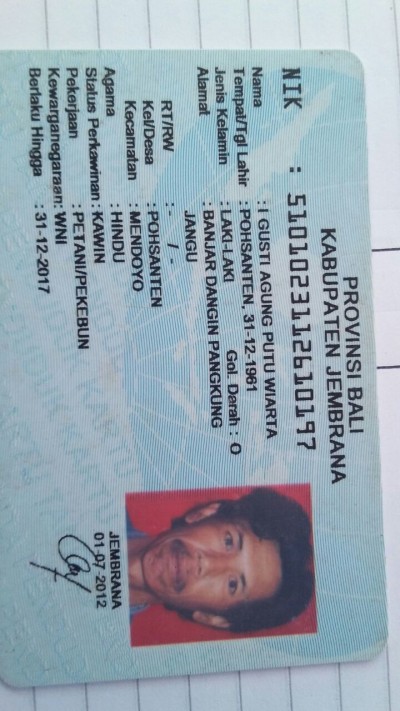 PROVINSI BALI
KABUPATEN JEMBRANA
NIK : 5101023112610197
Nama : I GUSTI AGUNG PUTU WIARTA
Tempat/Tgl Lahir : POHSANTEN, 31-12-1961
Jenis Kelamin : LAKI-LAKI Gol. Darah : O
Alamat : BANJAR DANGIN PANGKUNG
JANGU
RT/RW : - / -
Kel/Desa : POHSANTEN
Kecamatan : MENDOYO
Agama : HINDU
Status Perkawinan : KAWIN
Pekerjaan : PETANI/PEKEBUN
Kewarganegaraan: WNI
Berlaku Hingga : 31-12-2017
JEMBRANA
01-07-2012